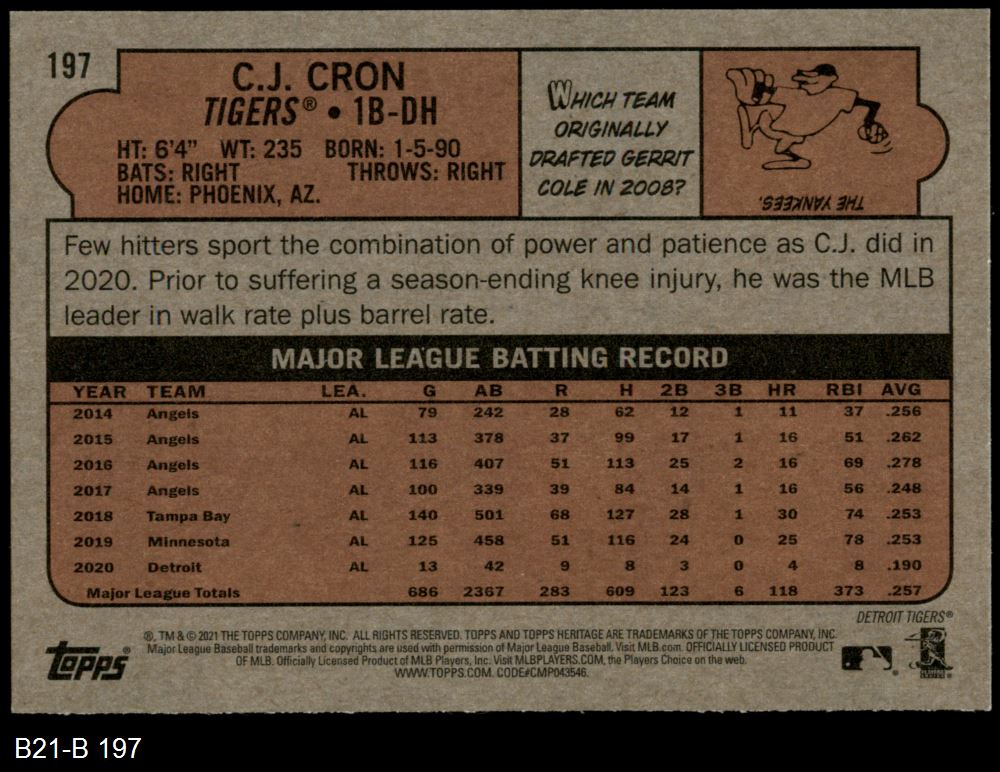 197
C.J. CRON
TIGERS® • 1B-DH
HT: 6'4" WT: 235 BORN: 1-5-90
BATS: RIGHT THROWS: RIGHT
HOME: PHOENIX, AZ.
WHICH TEAM
ORIGINALLY
DRAFTED GERRIT
COLE IN 2008?
THE YANKEES.
Few hitters sport the combination of power and patience as C.J. did in
2020. Prior to suffering a season-ending knee injury, he was the MLB
leader in walk rate plus barrel rate.
MAJOR LEAGUE BATTING RECORD
YEAR TEAM LEA. G AB R H 2B 3B HR RBI AVG
2014 Angels AL 79 242 28 62 12 1 11 37 .256
2015 Angels AL 113 378 37 99 17 1 16 51 .262
2016 Angels AL 116 407 51 113 25 2 16 69 .278
2017 Angels AL 100 339 39 84 14 1 16 56 .248
2018 Tampa Bay AL 140 501 68 127 28 1 30 74 .253
2019 Minnesota AL 125 458 51 116 24 0 25 78 .253
2020 Detroit AL 13 42 9 8 3 0 4 8 .190
Major League Totals 686 2367 283 609 123 6 118 373 .257
DETROIT TIGERS®
topps®
®, TM & © 2021 THE TOPPS COMPANY, INC. ALL RIGHTS RESERVED. TOPPS AND TOPPS HERITAGE ARE TRADEMARKS OF THE TOPPS COMPANY, INC.
Major League Baseball trademarks and copyrights are used with permission of Major League Baseball. Visit MLB.com. OFFICIALLY LICENSED PRODUCT
OF MLB. Officially Licensed Product of MLB Players, Inc. Visit MLBPLAYERS.COM, the Players Choice on the web.
WWW.TOPPS.COM. CODE#CMP043546.
B21-B 197